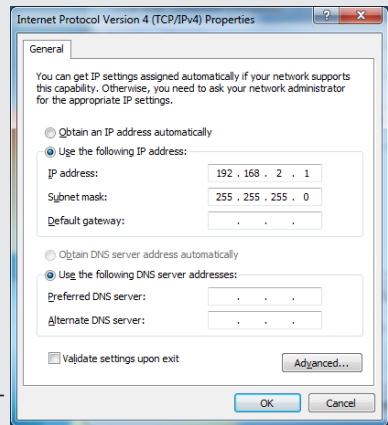 Internet Protocol Version 4 (TCP/IPv4) Properties
General
You can get IP settings assigned automatically if your network supports
this capability. Otherwise, you need to ask your network administrator
for the appropriate IP settings.
Obtain an IP address automatically
Use the following IP address:
IP address: 192 . 168 . 2 . 1
Subnet mask: 255 . 255 . 255 . 0
Default gateway: . . .
Obtain DNS server address automatically
Use the following DNS server addresses:
Preferred DNS server: . . .
Alternate DNS server: . . .
Validate settings upon exit
Advanced...
OK Cancel